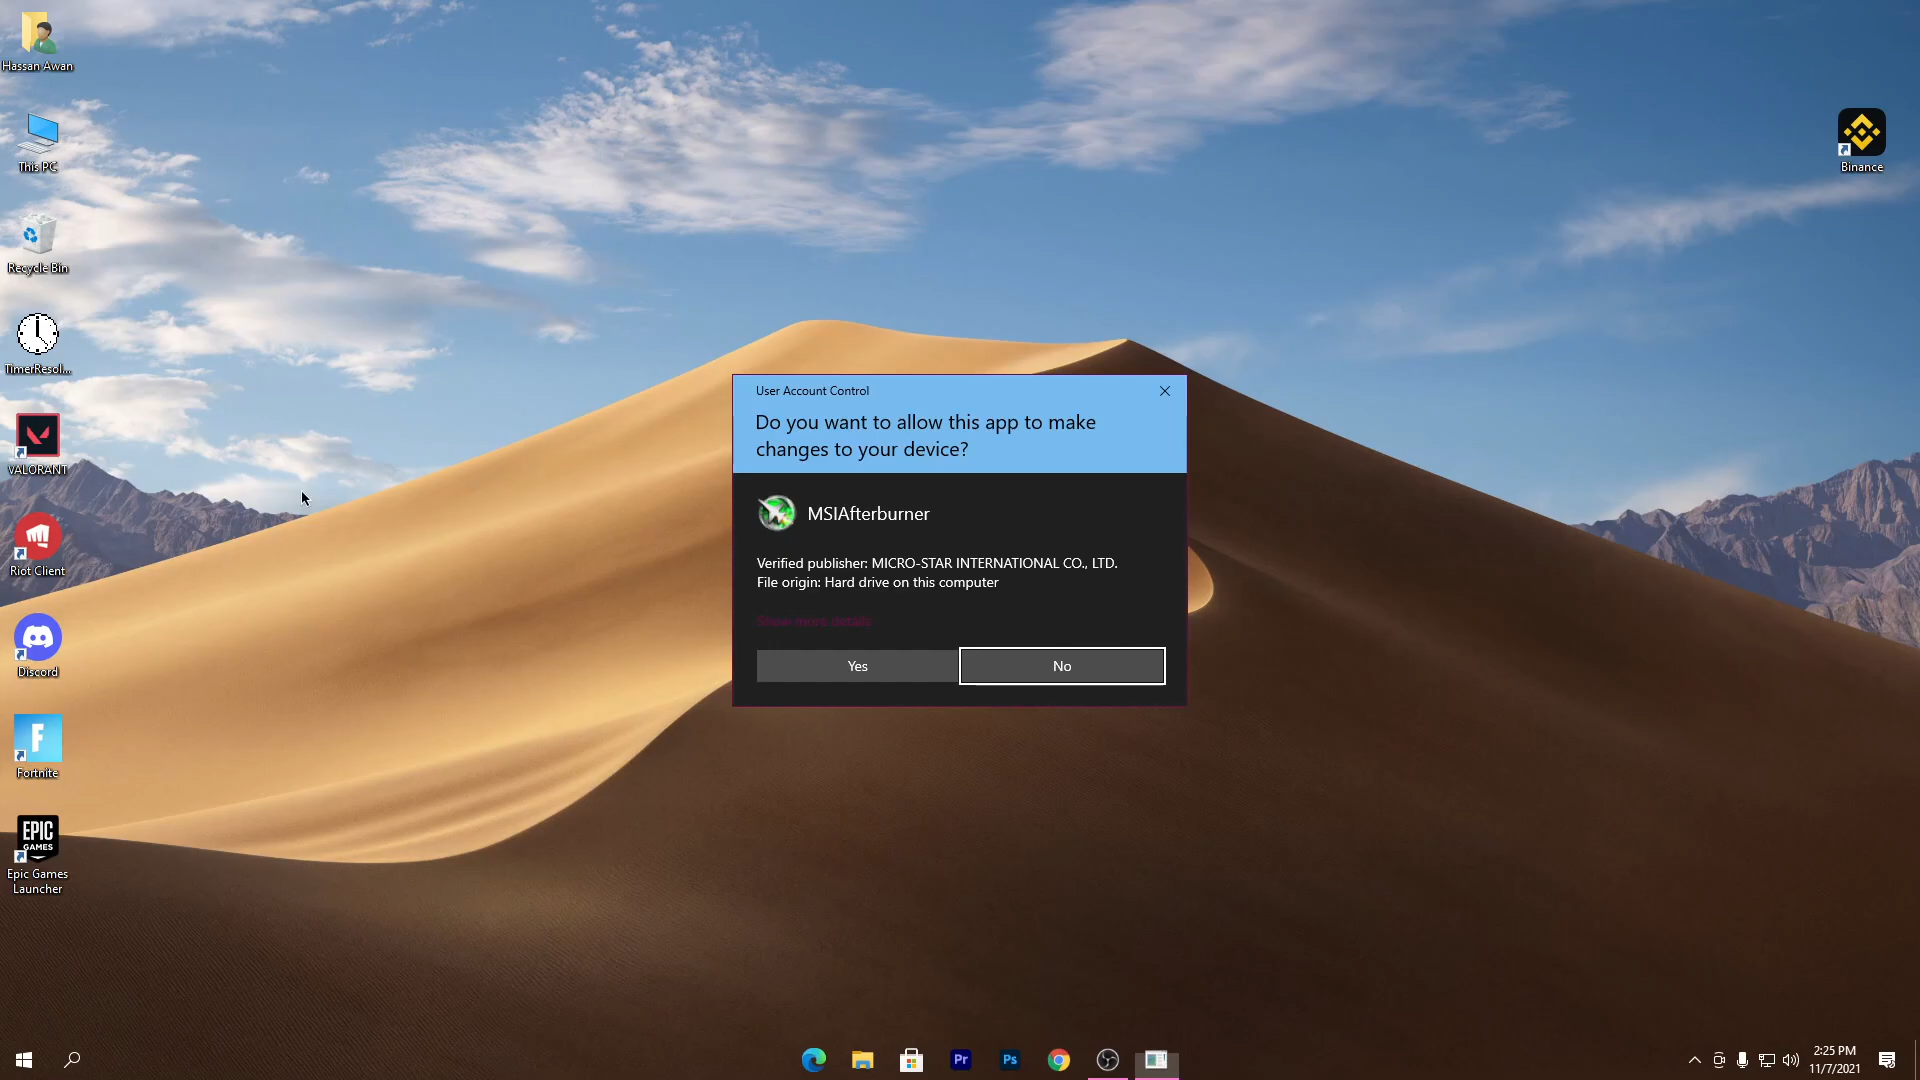 Hassan Awan
This PC
Recycle Bin
TimerResol...
VALORANT
Riot Client
Discord
F
Fortnite
EPIC
GAMES
Epic Games
Launcher
Binance
User Account Control
Do you want to allow this app to make
changes to your device?
MSIAfterburner
Verified publisher: MICRO-STAR INTERNATIONAL CO., LTD.
File origin: Hard drive on this computer
Show more details
Yes
No
Pr
Ps
2:25 PM
11/7/2021